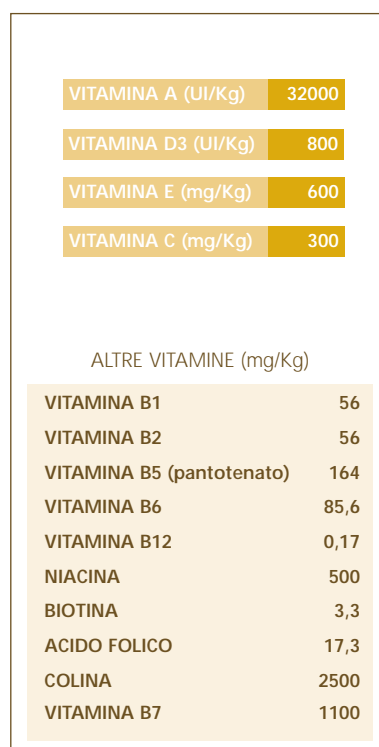 VITAMINA A (UI/Kg) 32000
VITAMINA D3 (UI/Kg) 800
VITAMINA E (mg/Kg) 600
VITAMINA C (mg/Kg) 300
ALTRE VITAMINE (mg/Kg)
VITAMINA B1 56
VITAMINA B2 56
VITAMINA B5 (pantotenato) 164
VITAMINA B6 85,6
VITAMINA B12 0,17
NIACINA 500
BIOTINA 3,3
ACIDO FOLICO 17,3
COLINA 2500
VITAMINA B7 1100